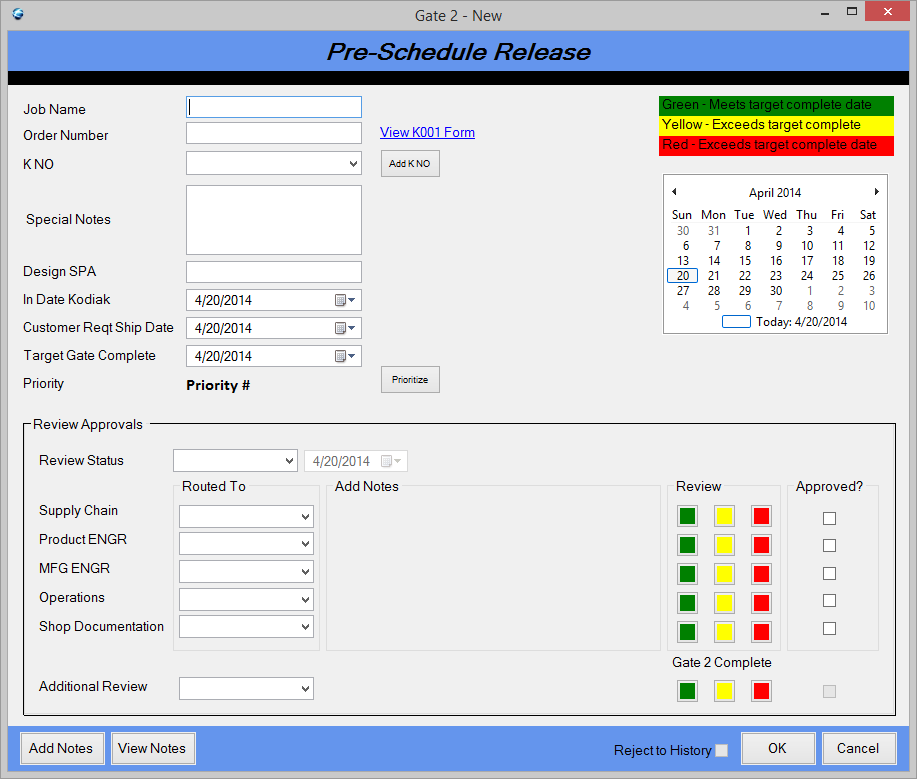 Gate 2 - New
Pre-Schedule Release
Job Name
Order Number
View K001 Form
K NO
Add K NO
Special Notes
Design SPA
In Date Kodiak
4/20/2014
Customer Reqt Ship Date
4/20/2014
Target Gate Complete
4/20/2014
Priority
Priority #
Prioritize
Green - Meets target complete date
Yellow - Exceeds target complete
Red - Exceeds target complete date
April 2014
Sun Mon Tue Wed Thu Fri Sat
30 31 1 2 3 4 5
6 7 8 9 10 11 12
13 14 15 16 17 18 19
20 21 22 23 24 25 26
27 28 29 30 1 2 3
4 5 6 7 8 9 10
Today: 4/20/2014
Review Approvals
Review Status
4/20/2014
Routed To
Add Notes
Review
Approved?
Supply Chain
Product ENGR
MFG ENGR
Operations
Shop Documentation
Gate 2 Complete
Additional Review
Add Notes
View Notes
Reject to History
OK
Cancel